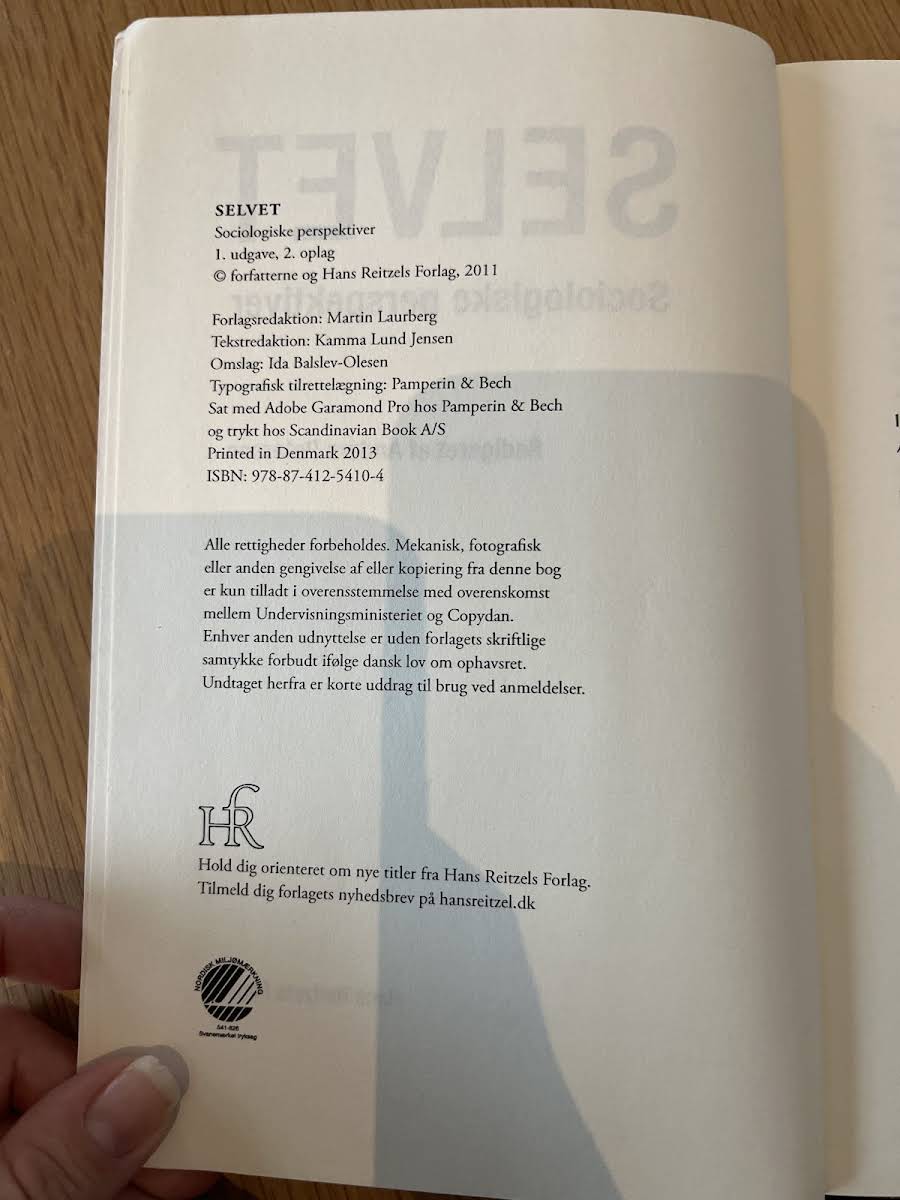 SELVET
Sociologiske perspektiver
1. udgave, 2. oplag
© forfatterne og Hans Reitzels Forlag, 2011
Forlagsredaktion: Martin Laurberg
Tekstredaktion: Kamma Lund Jensen
Omslag: Ida Balslev-Olesen
Typografisk tilrettelægning: Pamperin & Bech
Sat med Adobe Garamond Pro hos Pamperin & Bech
og trykt hos Scandinavian Book A/S
Printed in Denmark 2013
ISBN: 978-87-412-5410-4
Alle rettigheder forbeholdes. Mekanisk, fotografisk
eller anden gengivelse af eller kopiering fra denne bog
er kun tilladt i overensstemmelse med overenskomst
mellem Undervisningsministeriet og Copydan.
Enhver anden udnyttelse er uden forlagets skriftlige
samtykke forbudt ifølge dansk lov om ophavsret.
Undtaget herfra er korte uddrag til brug ved anmeldelser.
HR
Hold dig orienteret om nye titler fra Hans Reitzels Forlag.
Tilmeld dig forlagets nyhedsbrev på hansreitzel.dk
NORDISK MILJØMÆRKNING
541-826
Svanemærket tryksag
SELVET
Sociologiske perspektiver
Redigeret af